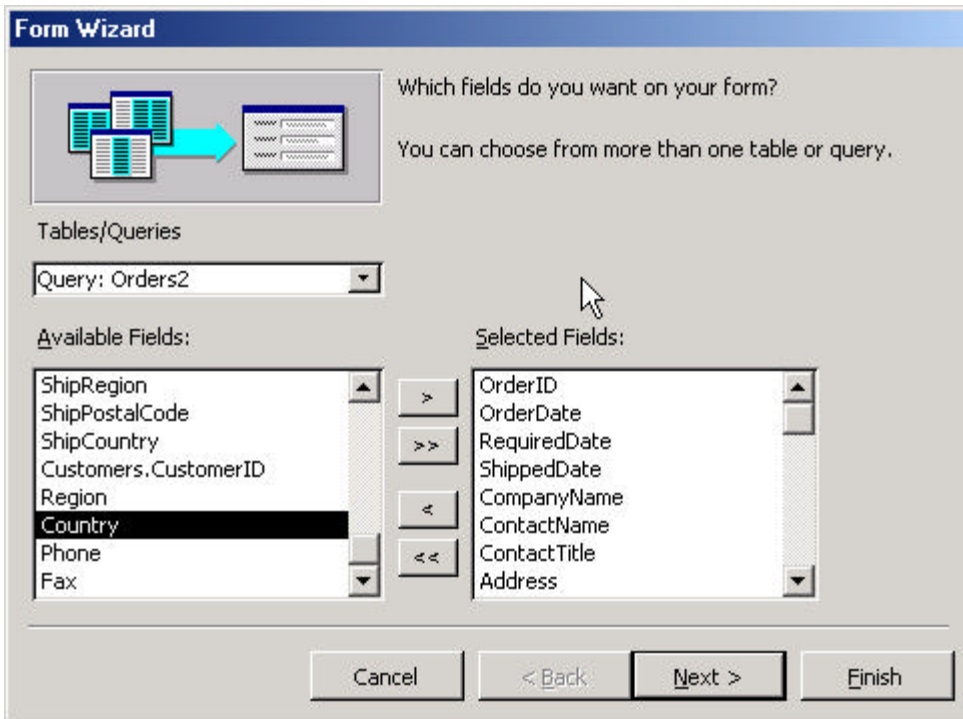 Form Wizard
Which fields do you want on your form?
You can choose from more than one table or query.
Tables/Queries
Query: Orders2
Available Fields:
Selected Fields:
ShipRegion
ShipPostalCode
ShipCountry
Customers.CustomerID
Region
Country
Phone
Fax
>
>>
<
<<
OrderID
OrderDate
RequiredDate
ShippedDate
CompanyName
ContactName
ContactTitle
Address
Cancel
< Back
Next >
Finish